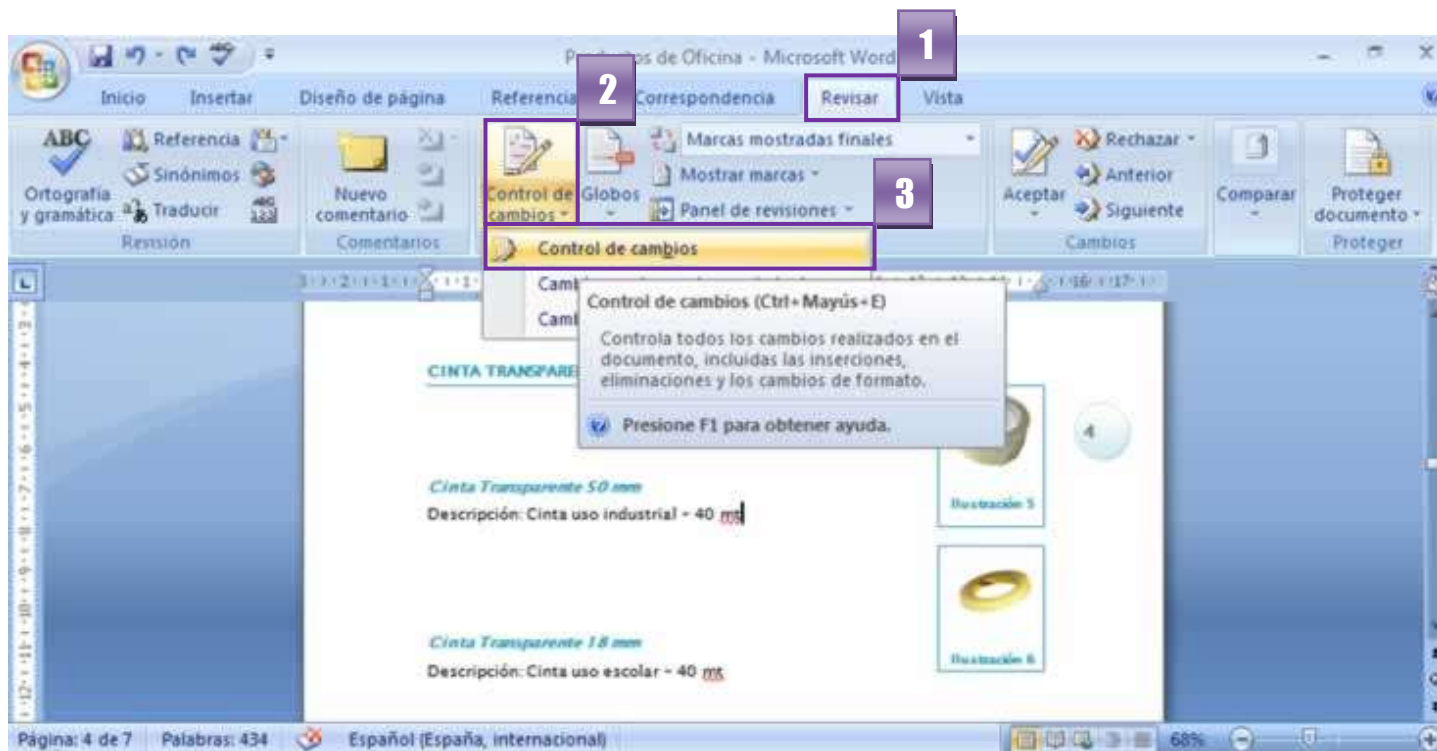 Productos de Oficina - Microsoft Word
1
2
Inicio Insertar Diseño de página Referencia Correspondencia Revisar Vista
ABC
Ortografía y gramática
Referencia
Sinónimos
Traducir
Revisión
Nuevo comentario
Comentarios
Control de cambios
Globos
Marcas mostradas finales
Mostrar marcas
Panel de revisiones
3
Aceptar
Rechazar
Anterior
Siguiente
Cambios
Comparar
Proteger documento
Proteger
Control de cambios
Control de cambios (Ctrl+Mayús+E)
Controla todos los cambios realizados en el
documento, incluidas las inserciones,
eliminaciones y los cambios de formato.
Presione F1 para obtener ayuda.
CINTA TRANSPARE
4
Cinta Transparente 50 mm
Descripción: Cinta uso industrial – 40 mt
Ilustración 5
Cinta Transparente 18 mm
Descripción: Cinta uso escolar – 40 mt
Ilustración 6
Página: 4 de 7 Palabras: 434 Español (España, internacional) 68%